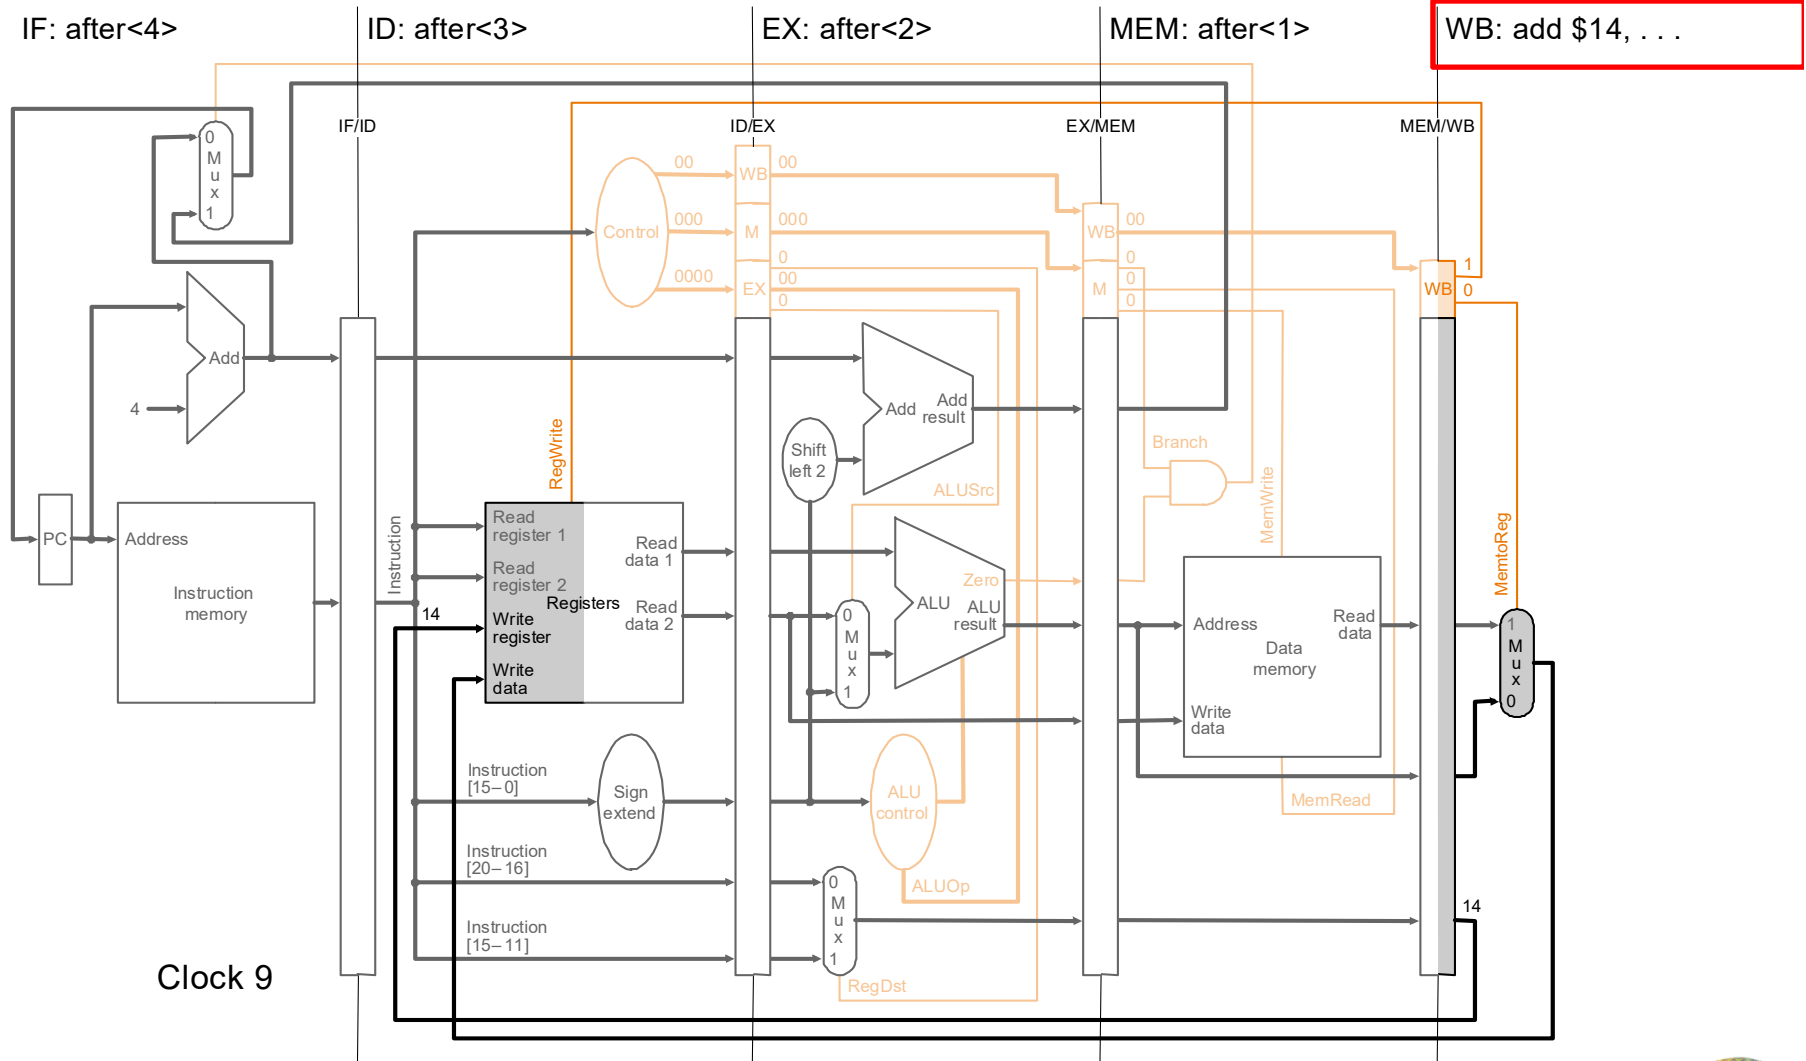 IF: after<4>
ID: after<3>
EX: after<2>
MEM: after<1>
WB: add $14, . . .
IF/ID
ID/EX
EX/MEM
MEM/WB
0
M
u
x
1
Control
00
000
0000
WB
M
EX
00
000
0
00
0
WB
M
00
0
0
0
WB
1
0
Add
4
Add
Add
result
Shift
left 2
RegWrite
Branch
ALUSrc
MemWrite
MemtoReg
PC
Address
Instruction
memory
Instruction
Read
register 1
Read
register 2
Registers
14
Write
register
Write
data
Read
data 1
Read
data 2
0
M
u
x
1
Zero
ALU
ALU
result
Address
Read
data
Data
memory
Write
data
1
M
u
x
0
Instruction
[15–0]
Sign
extend
ALU
control
MemRead
Instruction
[20–16]
ALUOp
0
M
u
x
1
14
Instruction
[15–11]
RegDst
Clock 9